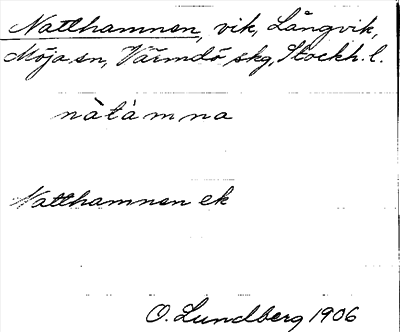 Natthamnen, vik, Långvik,
Möja sn, Värmdö skg, Stockh. l.
nàtàmna
Natthamnen ek
O. Lundberg 1906